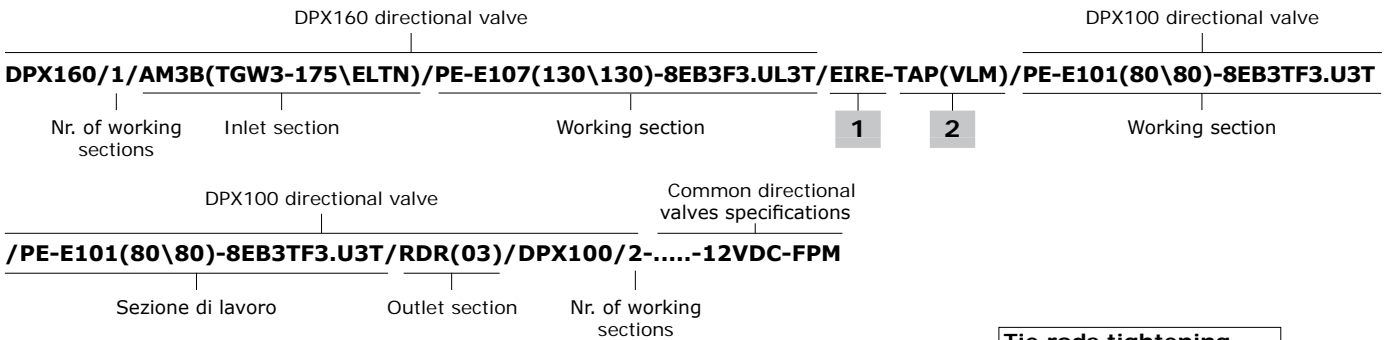 DPX160 directional valve DPX100 directional valve
DPX160/1/AM3B(TGW3-175\ELTN)/PE-E107(130\130)-8EB3F3.UL3T/EIRE-TAP(VLM)/PE-E101(80\80)-8EB3TF3.U3T
Nr. of working Inlet section Working section 1 2 Working section
sections
Common directional
DPX100 directional valve valves specifications
/PE-E101(80\80)-8EB3TF3.U3T/RDR(03)/DPX100/2-.....-12VDC-FPM
Sezione di lavoro Outlet section Nr. of working
sections
Tie rods tightening